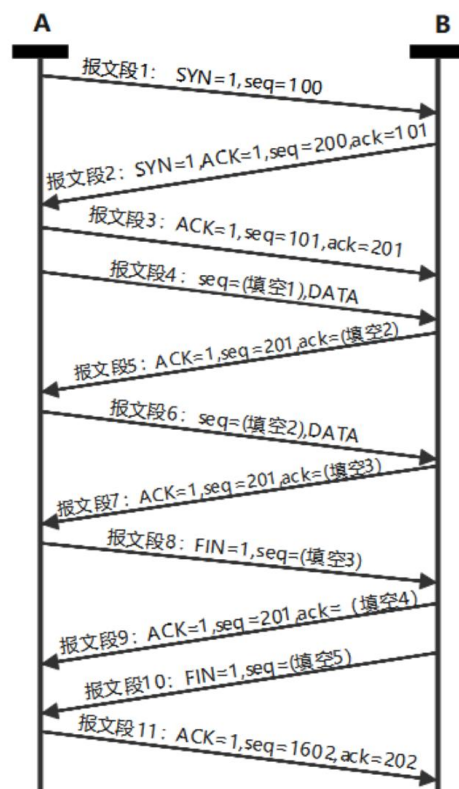 A
B
报文段1： SYN=1,seq=100
报文段2：SYN=1,ACK=1,seq=200,ack=101
报文段3：ACK=1,seq=101,ack=201
报文段4：seq=(填空1),DATA
报文段5：ACK=1,seq=201,ack=(填空2)
报文段6：seq=(填空2),DATA
报文段7：ACK=1,seq=201,ack=(填空3)
报文段8：FIN=1,seq=(填空3)
报文段9：ACK=1,seq=201,ack=（填空4)
报文段10：FIN=1,seq=(填空5)
报文段11：ACK=1,seq=1602,ack=202